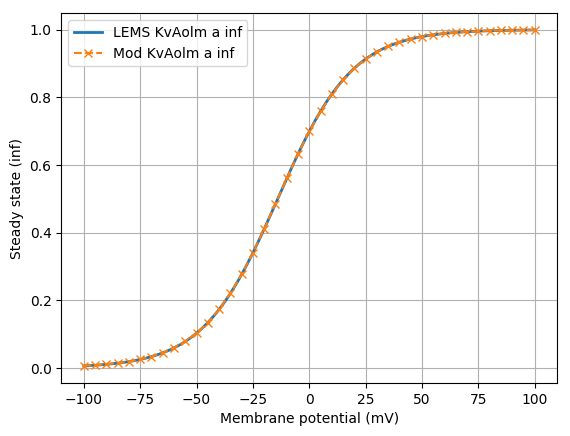 LEMS KvAolm a inf
Mod KvAolm a inf
1.0
0.8
0.6
0.4
0.2
0.0
Steady state (inf)
−100 −75 −50 −25 0 25 50 75 100
Membrane potential (mV)